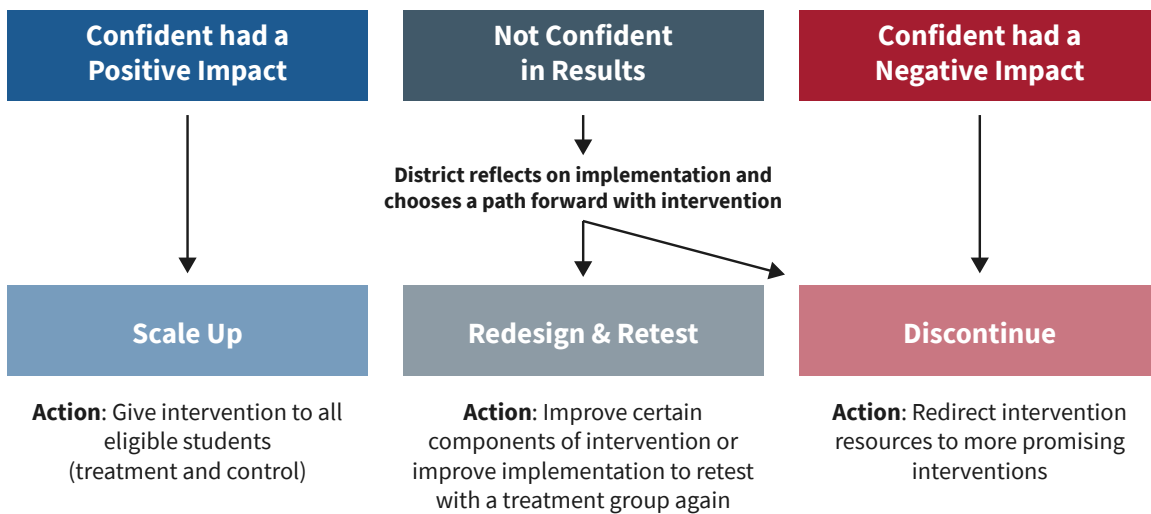 Confident had a
Positive Impact
Not Confident
in Results
Confident had a
Negative Impact
District reflects on implementation and
chooses a path forward with intervention
Scale Up
Redesign & Retest
Discontinue
Action: Give intervention to all
eligible students
(treatment and control)
Action: Improve certain
components of intervention or
improve implementation to retest
with a treatment group again
Action: Redirect intervention
resources to more promising
interventions